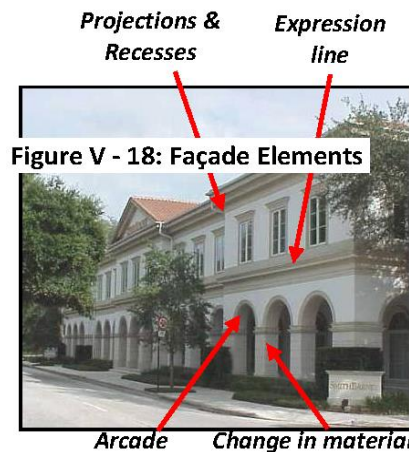 Projections &
Recesses
Expression
line
Figure V - 18: Façade Elements
Arcade
Change in material